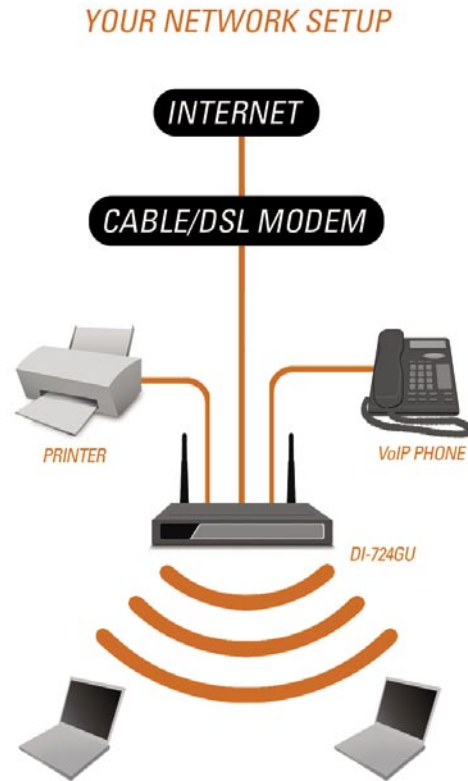 YOUR NETWORK SETUP
INTERNET
CABLE/DSL MODEM
PRINTER
VoIP PHONE
DI-724GU